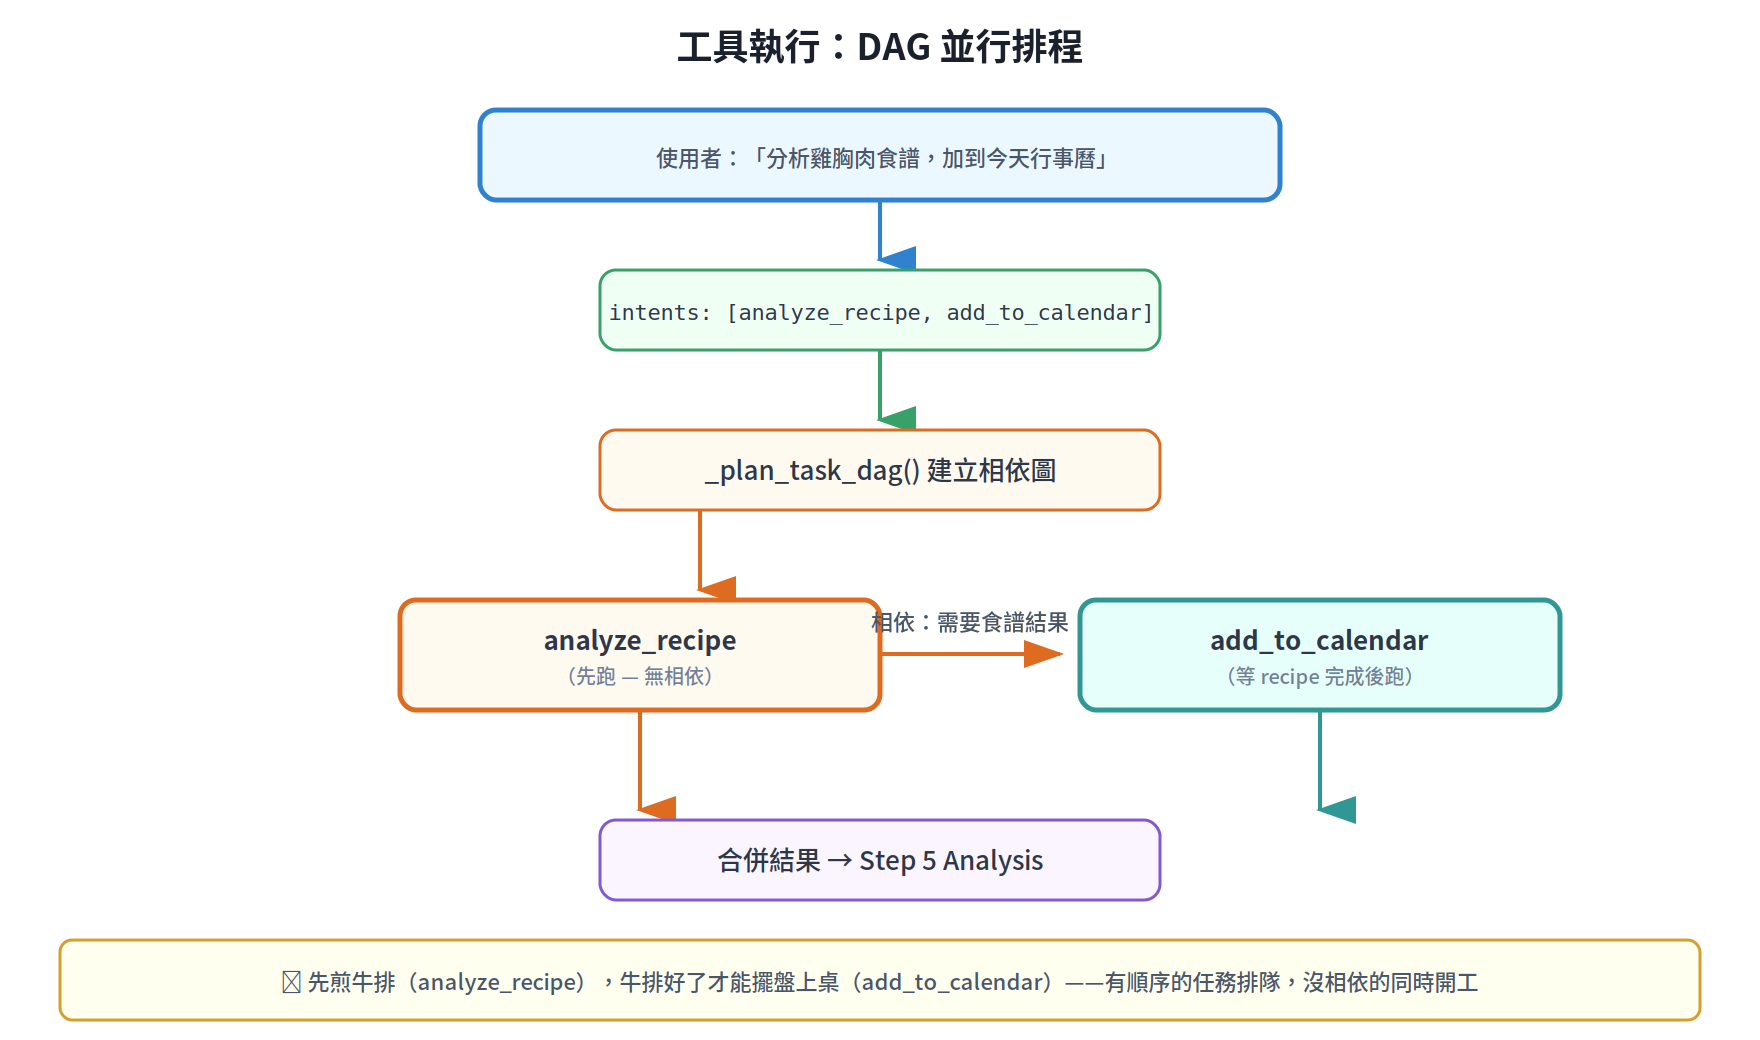 工具執行：DAG 並行排程
使用者：「分析雞胸肉食譜，加到今天行事曆」
intents: [analyze_recipe, add_to_calendar]
_plan_task_dag() 建立相依圖
相依：需要食譜結果
analyze_recipe
（先跑 — 無相依）
add_to_calendar
（等 recipe 完成後跑）
合併結果 → Step 5 Analysis
先煎牛排（analyze_recipe），牛排好了才能擺盤上桌（add_to_calendar）——有順序的任務排隊，沒相依的同時開工